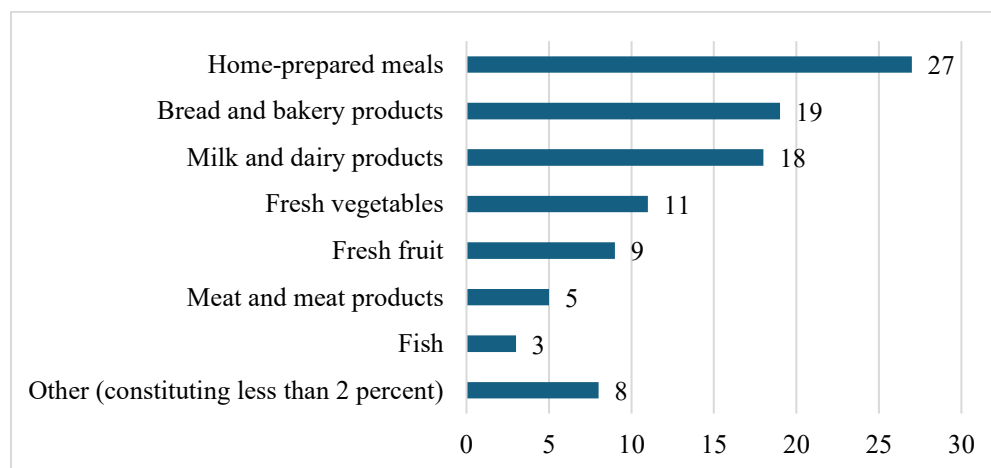 Home-prepared meals 27
Bread and bakery products 19
Milk and dairy products 18
Fresh vegetables 11
Fresh fruit 9
Meat and meat products 5
Fish 3
Other (constituting less than 2 percent) 8
0 5 10 15 20 25 30